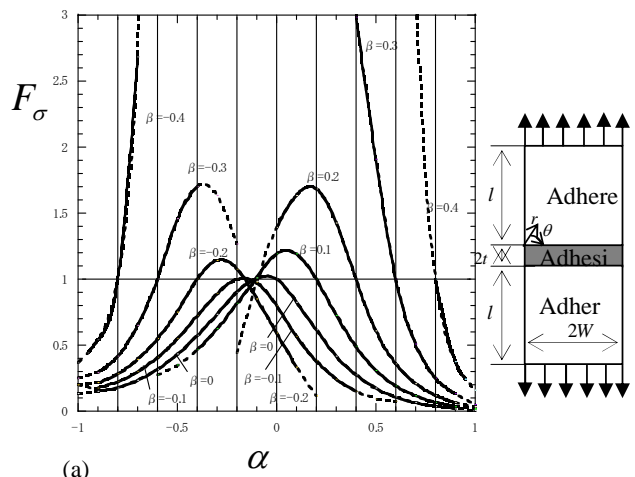 3
2.5
2
1.5
1
0.5
0
-1
-0.5
0
0.5
1
Fσ
α
(a)
β=-0.4
β=-0.3
β=-0.2
β=-0.1
β=0
β=0.3
β=0.2
β=0.4
β=0.1
β=0
β=-0.1
β=-0.2
l
Adhere
r
θ
2t
Adhesi
Adher
l
2W